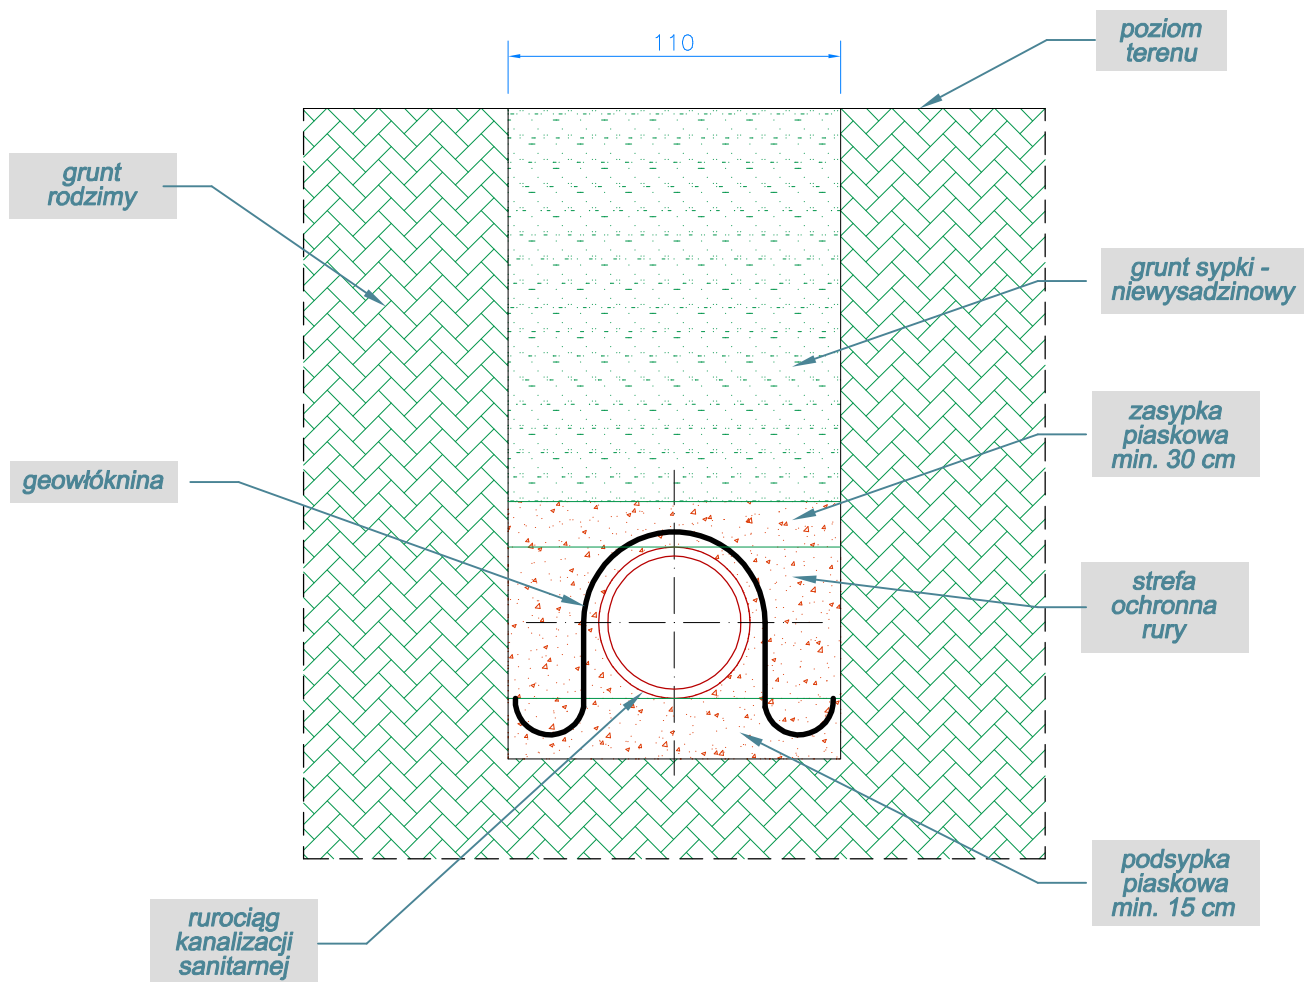 110
poziom
terenu
grunt
rodzimy
grunt sypki -
niewysadzinowy
zasypka
piaskowa
min. 30 cm
geowłóknina
strefa
ochronna
rury
podsypka
piaskowa
min. 15 cm
rurociąg
kanalizacji
sanitarnej